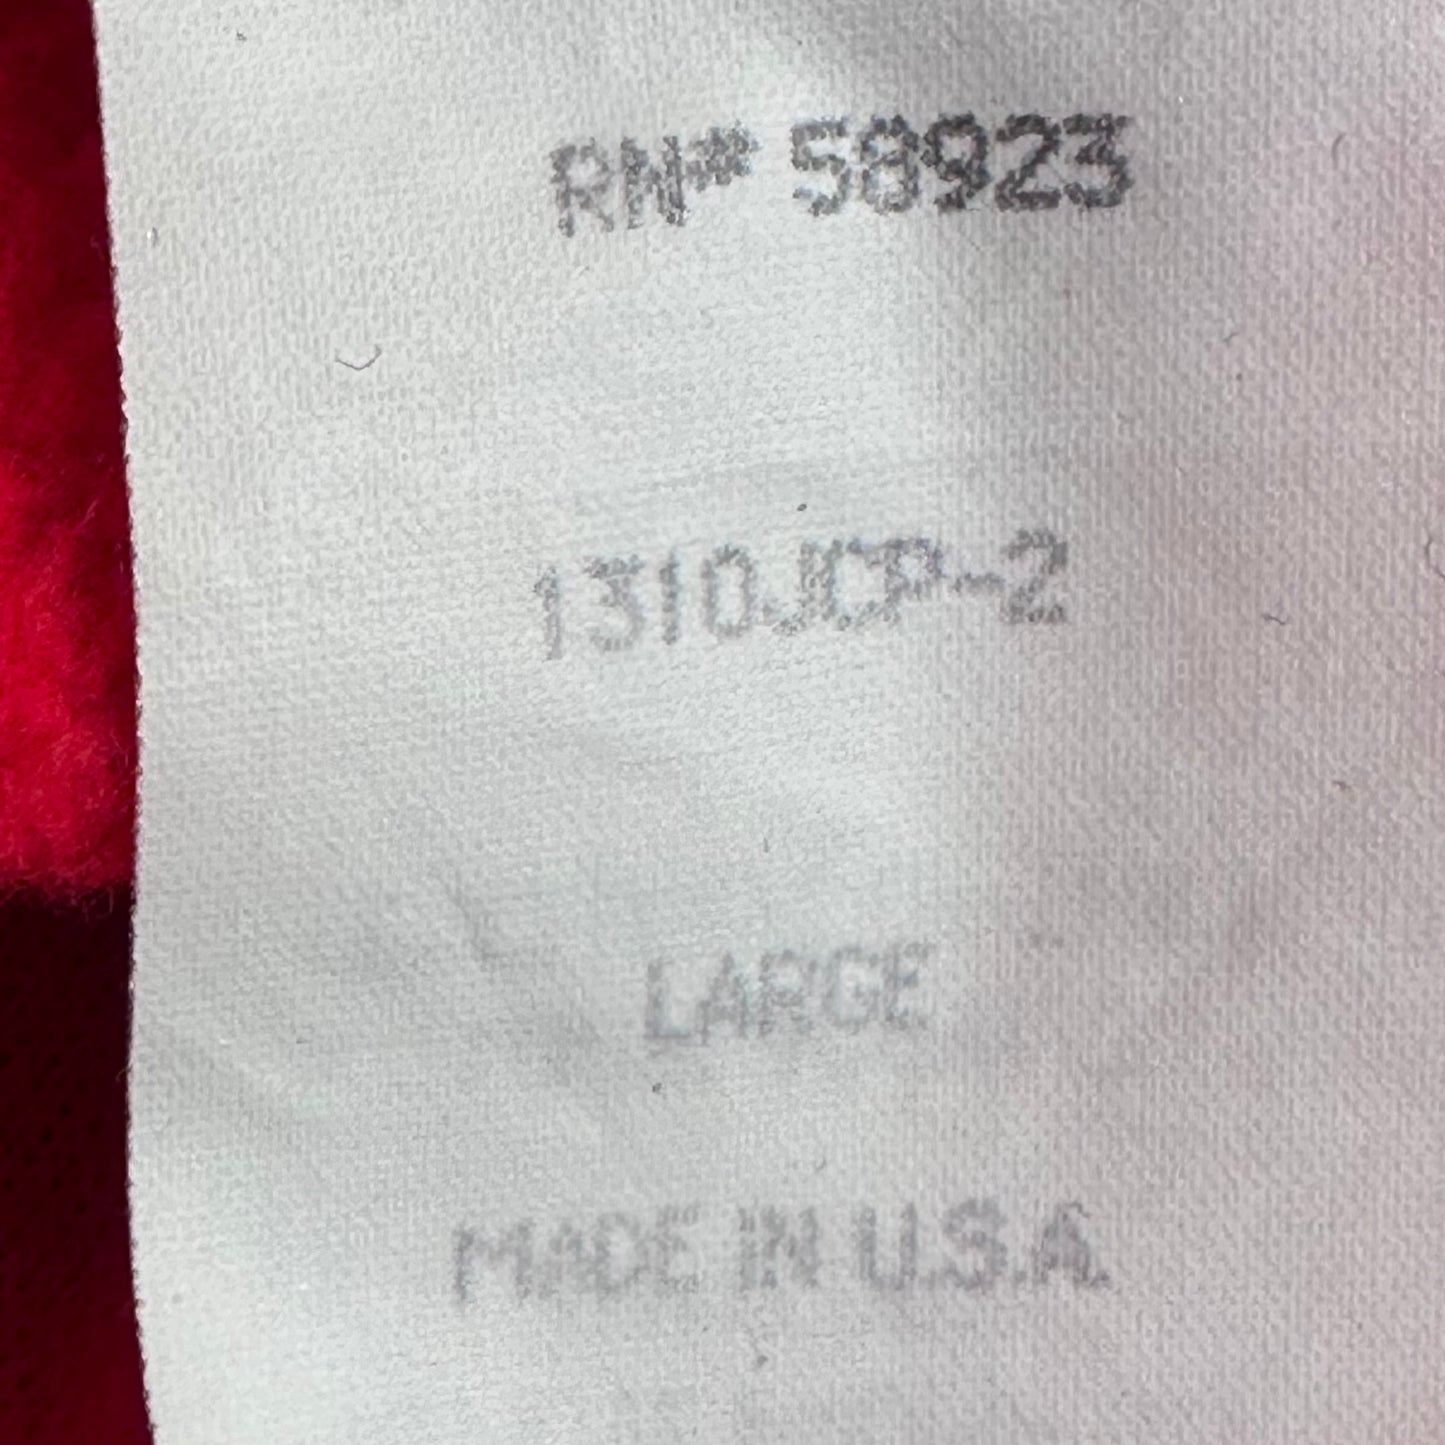 RN# 58923
1310JCP-2
LARGE
MADE IN U.S.A.